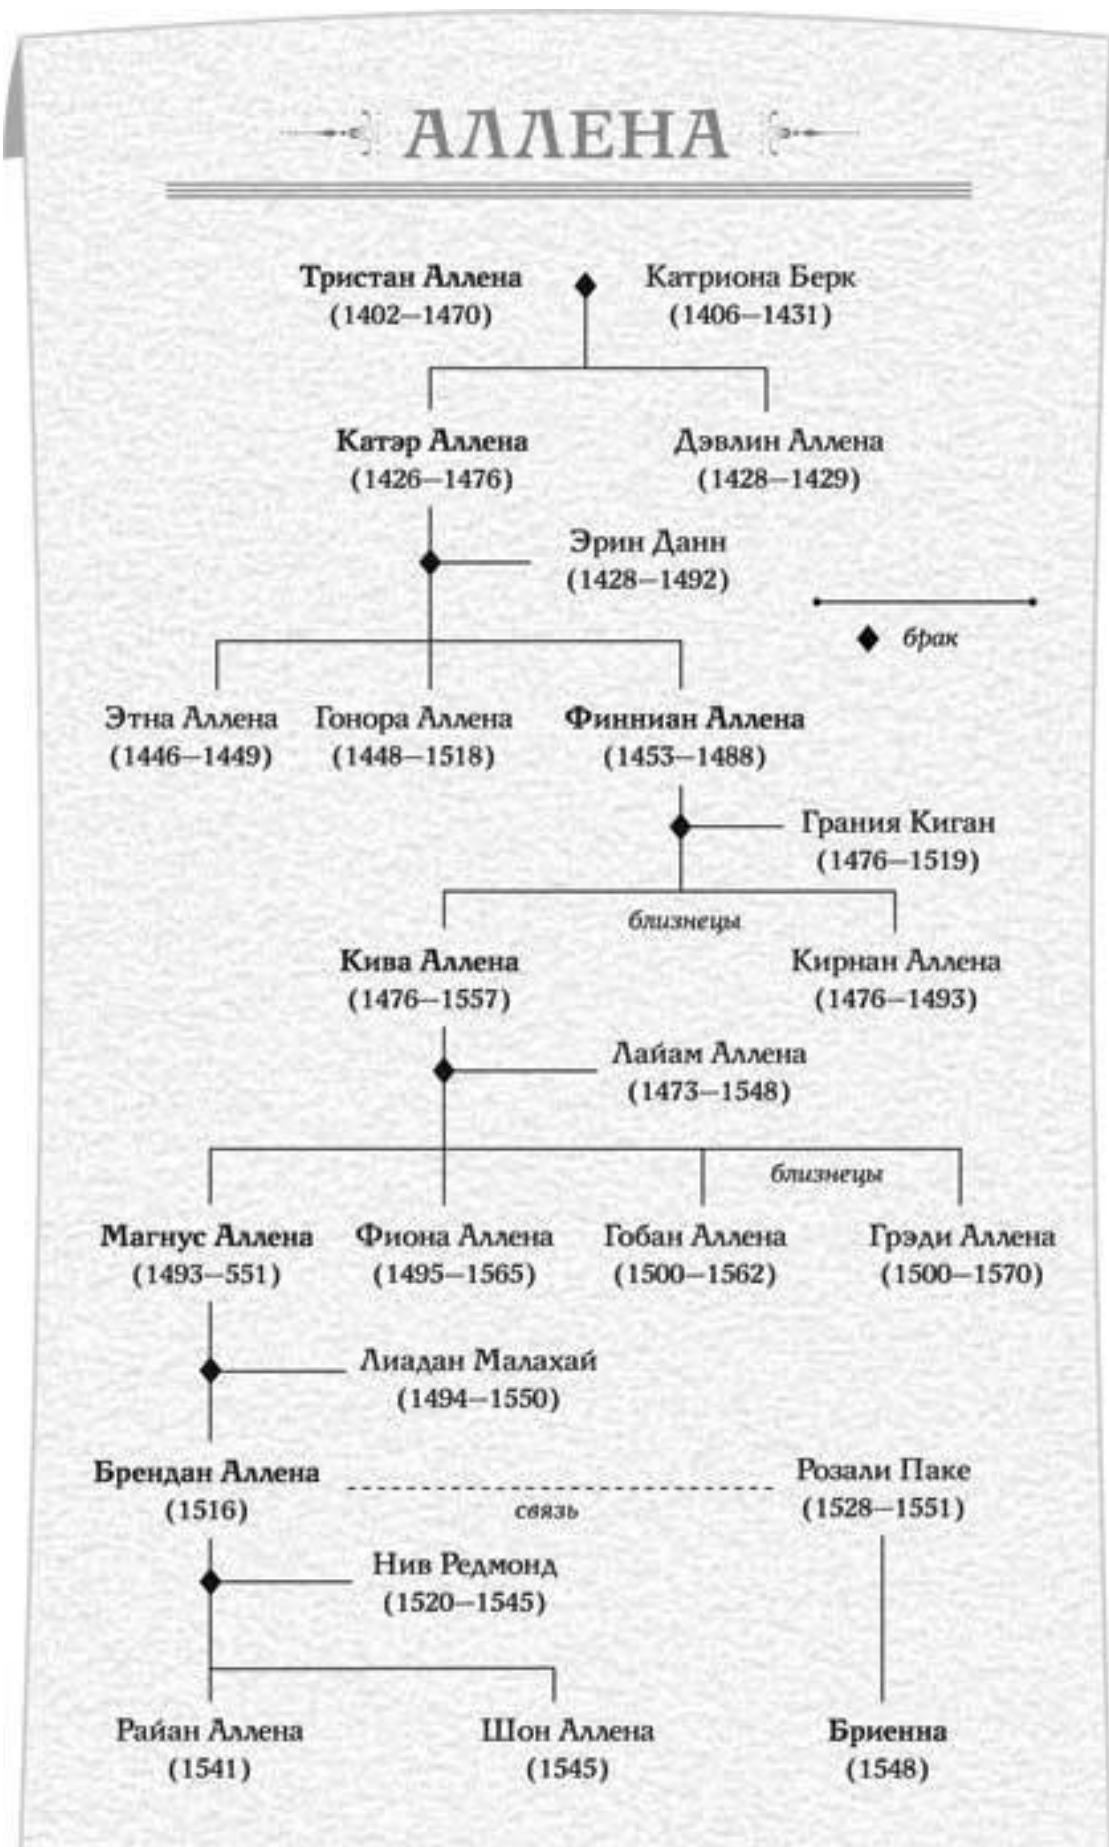 АЛЛЕНА
Тристан Аллена
(1402—1470)
Катриона Берк
(1406—1431)
Катэр Аллена
(1426—1476)
Дэвлин Аллена
(1428—1429)
Эрин Данн
(1428—1492)
брак
Этна Аллена
(1446—1449)
Гонора Аллена
(1448—1518)
Финниан Аллена
(1453—1488)
Грания Киган
(1476—1519)
близнецы
Кива Аллена
(1476—1557)
Кирнан Аллена
(1476—1493)
Лайам Аллена
(1473—1548)
близнецы
Магнус Аллена
(1493—551)
Фиона Аллена
(1495—1565)
Гобан Аллена
(1500—1562)
Грэди Аллена
(1500—1570)
Лиадан Малахай
(1494—1550)
Брендан Аллена
(1516)
связь
Розали Паке
(1528—1551)
Нив Редмонд
(1520—1545)
Райан Аллена
(1541)
Шон Аллена
(1545)
Бриенна
(1548)